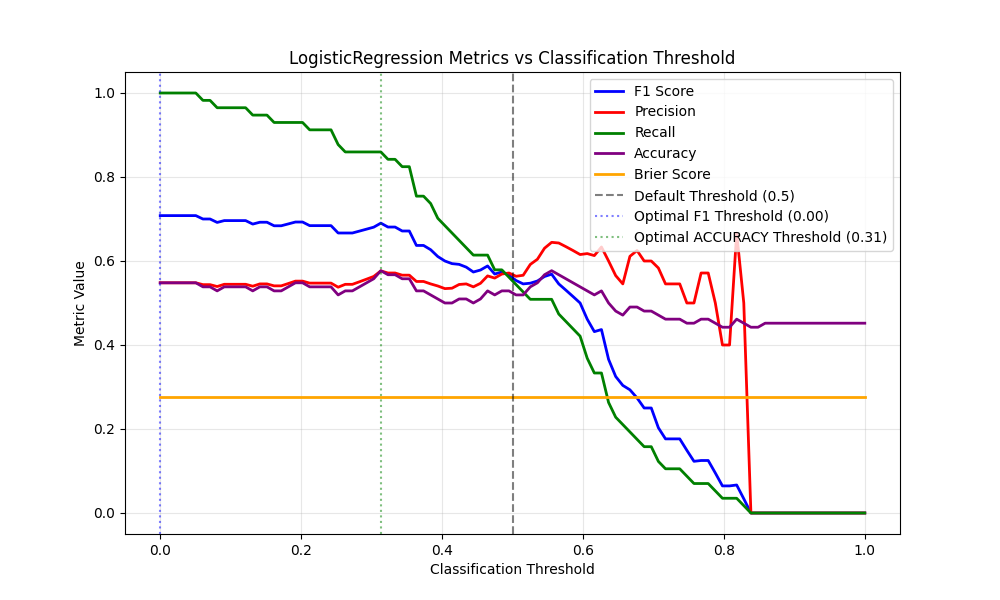 LogisticRegression Metrics vs Classification Threshold
1.0
0.8
0.6
0.4
0.2
0.0
Metric Value
F1 Score
Precision
Recall
Accuracy
Brier Score
Default Threshold (0.5)
Optimal F1 Threshold (0.00)
Optimal ACCURACY Threshold (0.31)
0.0 0.2 0.4 0.6 0.8 1.0
Classification Threshold